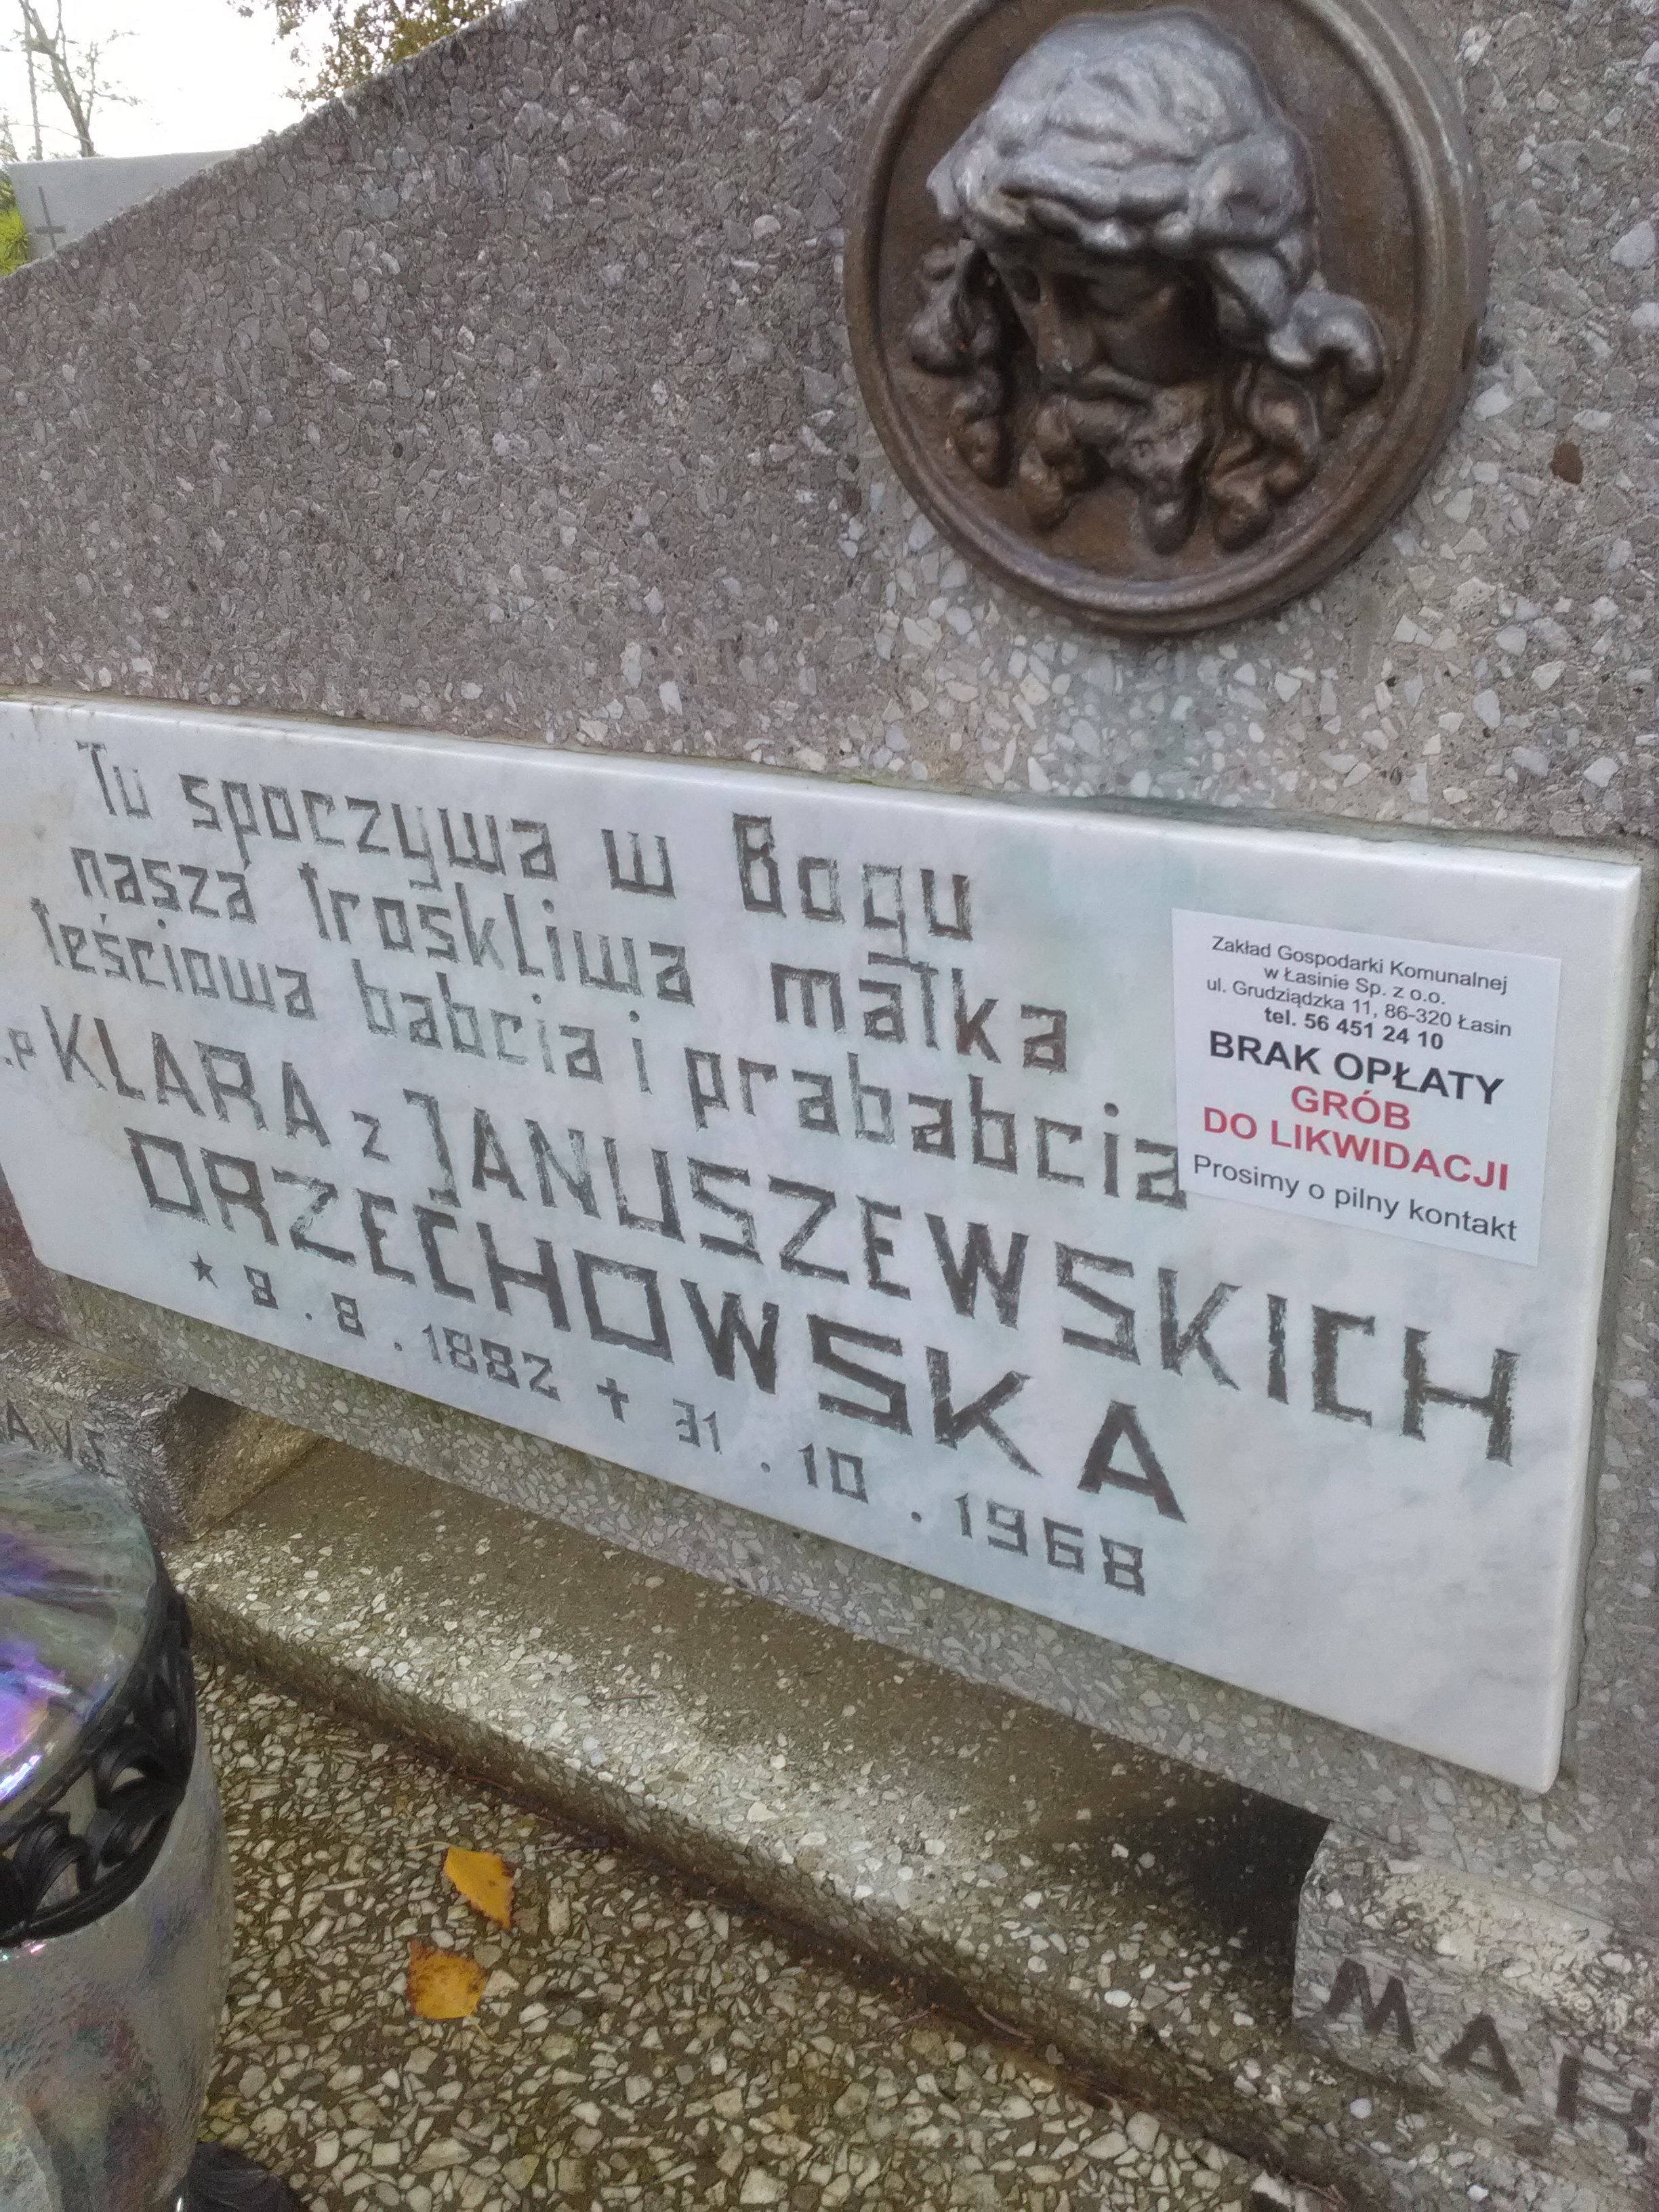 Tu spoczywa w Bogu
nasza troskliwa matka
teściowa babcia i prababcia
.P KLARA z JANUSZEWSKICH
ORZECHOWSKA
★ 8.8.1882 ✝ 31.10.1968
Zakład Gospodarki Komunalnej
w Łasinie Sp. z o.o.
ul. Grudziądzka 11, 86-320 Łasin
tel. 56 451 24 10
BRAK OPŁATY
GRÓB
DO LIKWIDACJI
Prosimy o pilny kontakt